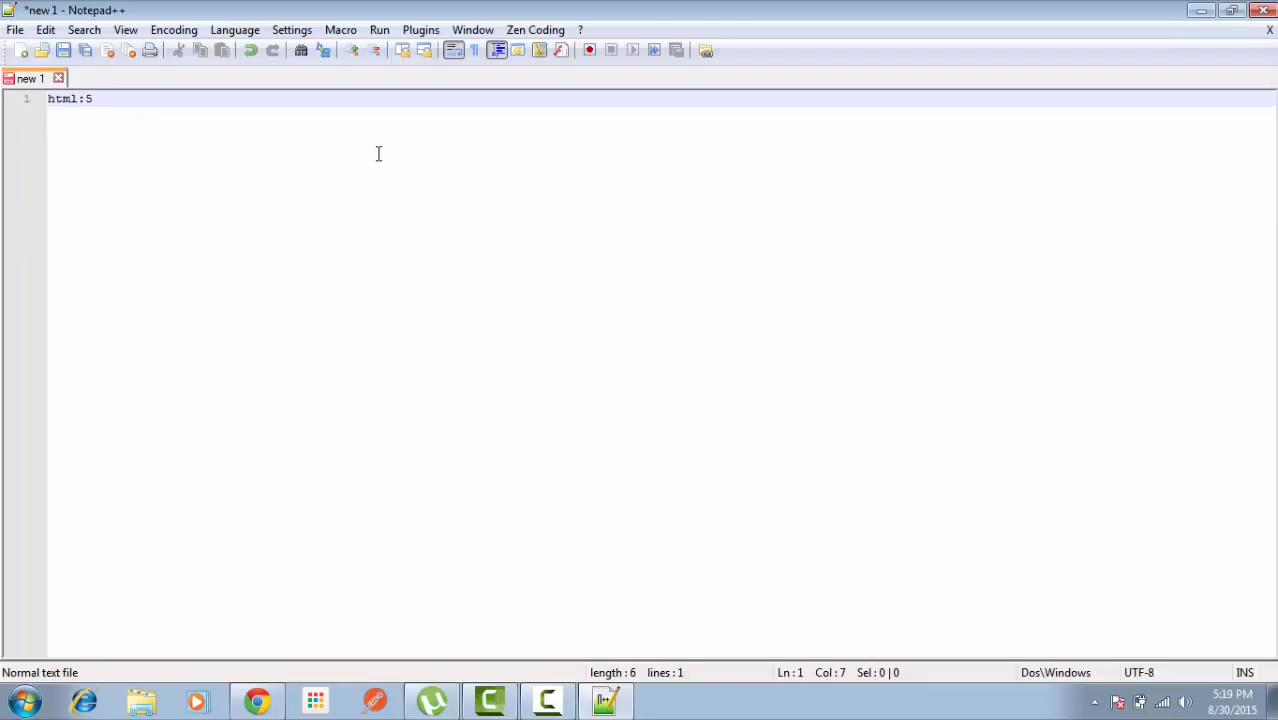 *new 1 - Notepad++
File Edit Search View Encoding Language Settings Macro Run Plugins Window Zen Coding ? X
new 1
1 html:5
Normal text file length : 6 lines : 1 Ln : 1 Col : 7 Sel : 0 | 0 Dos\Windows UTF-8 INS
5:19 PM
8/30/2015